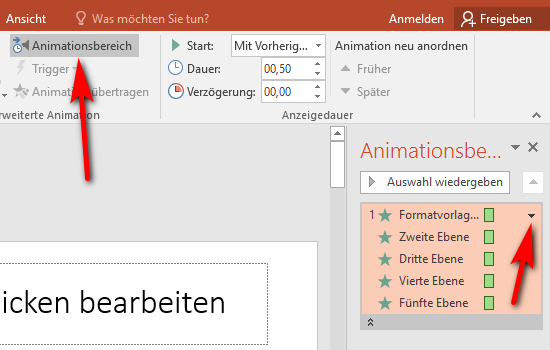 Ansicht Was möchten Sie tun? Anmelden Freigeben
Animationsbereich Start: Mit Vorherig... Animation neu anordnen
Trigger Dauer: 00,50 Früher
Animation übertragen Verzögerung: 00,00 Später
rweiterte Animation Anzeigedauer
Animationsbe...
Auswahl wiedergeben
1 Formatvorlag...
Zweite Ebene
Dritte Ebene
Vierte Ebene
Fünfte Ebene
icken bearbeiten